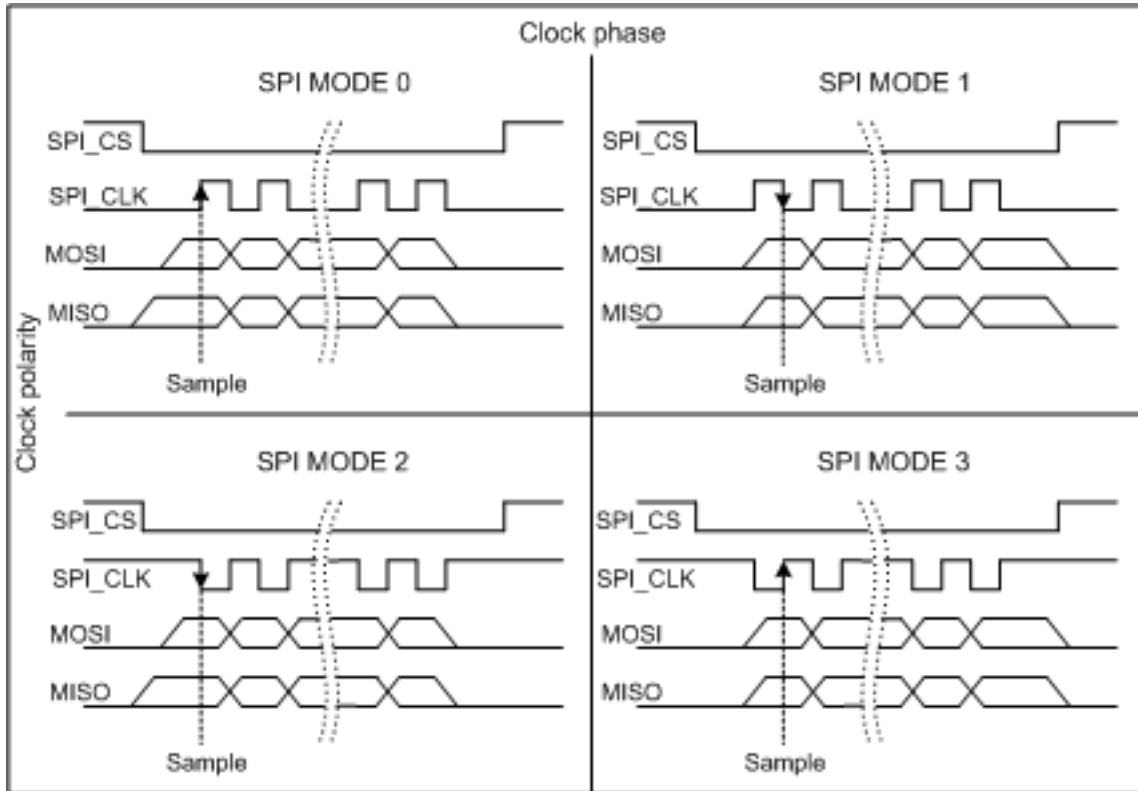 Clock phase
Clock polarity
SPI MODE 0
SPI_CS
SPI_CLK
MOSI
MISO
Sample
SPI MODE 1
SPI_CS
SPI_CLK
MOSI
MISO
Sample
SPI MODE 2
SPI_CS
SPI_CLK
MOSI
MISO
Sample
SPI MODE 3
SPI_CS
SPI_CLK
MOSI
MISO
Sample